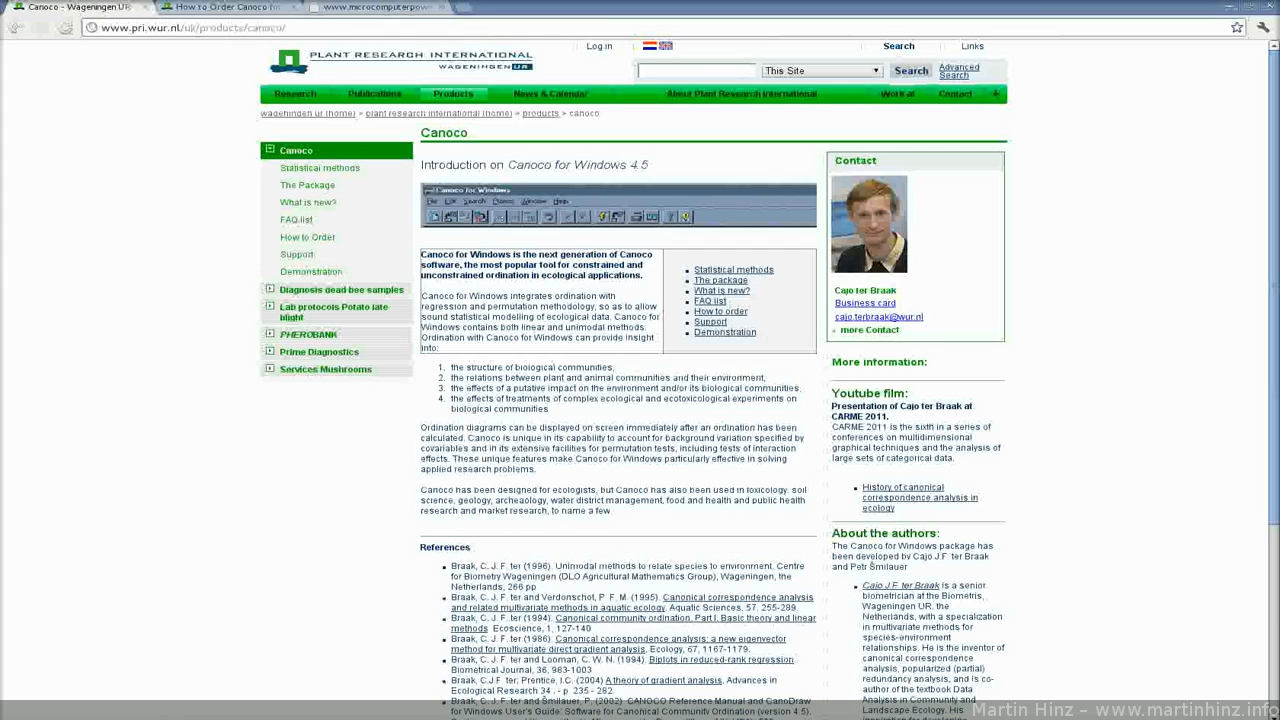 Canoco - Wageningen UR
How to Order Canoco for
www.microcomputerpow
www.pri.wur.nl/uk/products/canoco/
PLANT RESEARCH INTERNATIONAL
WAGENINGEN UR
Log in
Search
Links
This Site
Search
Advanced
Search
Research Publications Products News & Calendar About Plant Research International Work at Contact
wageningen ur (home) > plant research international (home) > products > canoco
Canoco
Statistical methods
The Package
What is new?
FAQ list
How to Order
Support
Demonstration
Diagnosis dead bee samples
Lab protocols Potato late
blight
PHEROBANK
Prime Diagnostics
Services Mushrooms
Canoco
Introduction on Canoco for Windows 4.5
Canoco for Windows
File Edit Search Window Help
Canoco for Windows is the next generation of Canoco
software, the most popular tool for constrained and
unconstrained ordination in ecological applications.
Canoco for Windows integrates ordination with
regression and permutation methodology, so as to allow
sound statistical modelling of ecological data. Canoco for
Windows contains both linear and unimodal methods.
Ordination with Canoco for Windows can provide insight
into:
Statistical methods
The package
What is new?
FAQ list
How to order
Support
Demonstration
1. the structure of biological communities,
2. the relations between plant and animal communities and their environment,
3. the effects of a putative impact on the environment and/or its biological communities.
4. the effects of treatments of complex ecological and ecotoxicological experiments on
biological communities
Ordination diagrams can be displayed on screen immediately after an ordination has been
calculated. Canoco is unique in its capability to account for background variation specified by
covariables and in its extensive facilities for permutation tests, including tests of interaction
effects. These unique features make Canoco for Windows particularly effective in solving
applied research problems.
Canoco has been designed for ecologists, but Canoco has also been used in toxicology, soil
science, geology, archaeology, water district management, food and health and public health
research and market research, to name a few
References
Braak, C. J. F. ter (1996). Unimodal methods to relate species to environment. Centre
for Biometry Wageningen (DLO Agricultural Mathematics Group), Wageningen, the
Netherlands, 266 pp
Braak, C. J. F. ter and Verdonschot, P. F. M. (1995). Canonical correspondence analysis
and related multivariate methods in aquatic ecology. Aquatic Sciences, 57, 255-289.
Braak, C. J. F. ter (1994). Canonical community ordination. Part I. Basic theory and linear
methods. Ecoscience, 1, 127-140
Braak, C. J. F. ter (1986). Canonical correspondence analysis: a new eigenvector
method for multivariate direct gradient analysis. Ecology, 67, 1167-1179.
Braak, C. J. F. ter and Looman, C. W. N. (1994). Biplots in reduced-rank regression.
Biometrical Journal, 36, 983-1003
Braak, C.J.F. ter; Prentice, I.C. (2004) A theory of gradient analysis. Advances in
Ecological Research 34 . - p. 235 - 282.
Braak, C. J. F. ter and Šmilauer, P. (2002). CANOCO Reference Manual and CanoDraw
for Windows User's Guide: Software for Canonical Community Ordination (version 4.5).
Contact
Cajo ter Braak
Business card
cajo.terbraak@wur.nl
» more Contact
More information:
Youtube film:
Presentation of Cajo ter Braak at
CARME 2011.
CARME 2011 is the sixth in a series of
conferences on multidimensional
graphical techniques and the analysis of
large sets of categorical data.
History of canonical
correspondence analysis in
ecology
About the authors:
The Canoco for Windows package has
been developed by Cajo J.F. ter Braak
and Petr Šmilauer
Cajo J.F. ter Braak is a senior
biometrician at the Biometris,
Wageningen UR, the
Netherlands, with a specialization
in multivariate methods for
species-environment
relationships. He is the inventor of
canonical correspondence
analysis, popularized (partial)
redundancy analysis, and is co-
author of the textbook Data
Analysis in Community and
Landscape Ecology. His
Martin Hinz - www.martinhinz.info